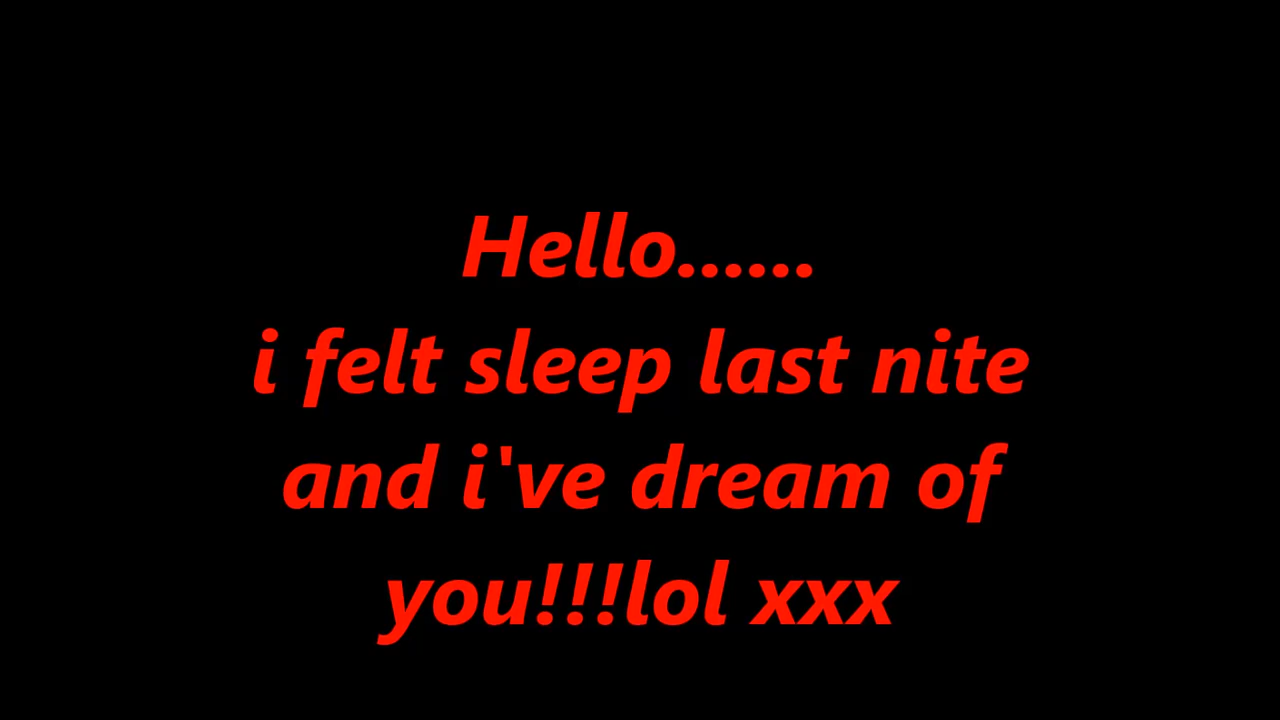 Hello......
i felt sleep last nite
and i've dream of
you!!!lol xxx